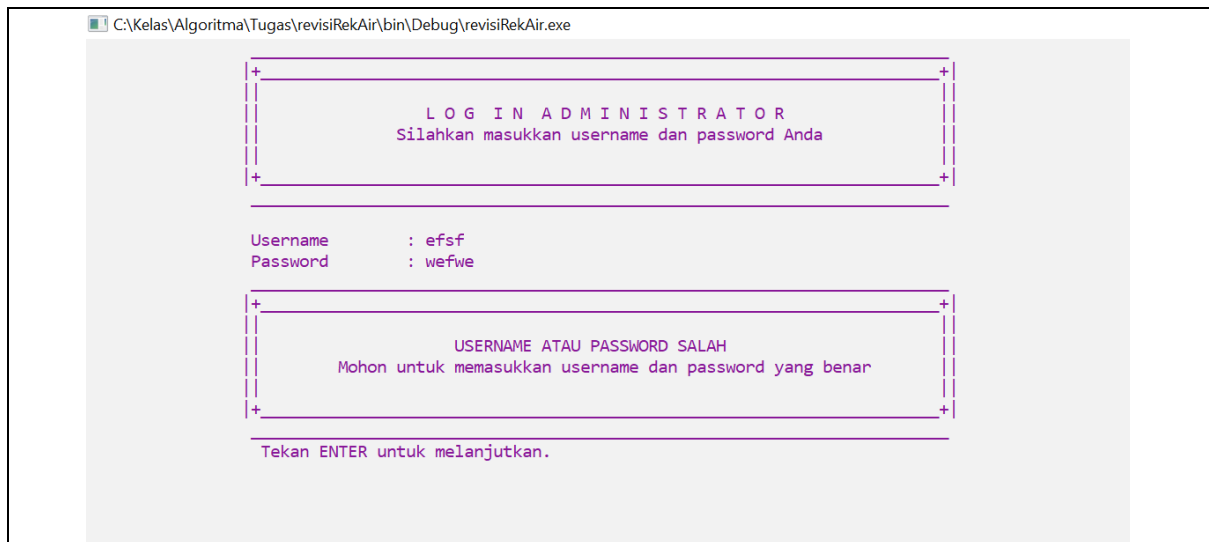 C:\Kelas\Algoritma\Tugas\revisiRekAir\bin\Debug\revisiRekAir.exe
L O G  I N  A D M I N I S T R A T O R
Silahkan masukkan username dan password Anda
Username : efsf
Password : wefwe
USERNAME ATAU PASSWORD SALAH
Mohon untuk memasukkan username dan password yang benar
Tekan ENTER untuk melanjutkan.